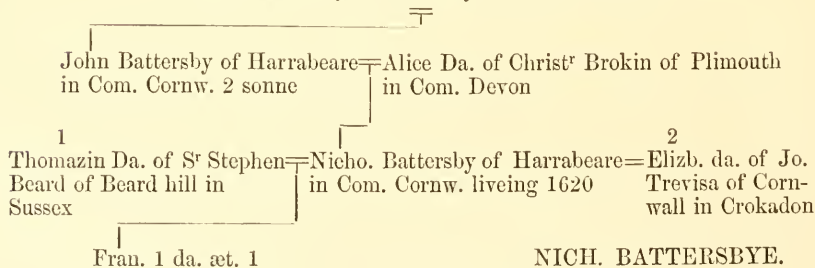 John Battersby of Harrabeare=Alice Da. of Christʳ Brokin of Plimouth
in Com. Cornw. 2 sonne in Com. Devon
1 2
Thomazin Da. of Sʳ Stephen=Nicho. Battersby of Harrabeare=Elizb. da. of Jo.
Beard of Beard hill in in Com. Cornw. liveing 1620 Trevisa of Corn-
Sussex wall in Crokadon
Fran. 1 da. æt. 1 NICH. BATTERSBYE.